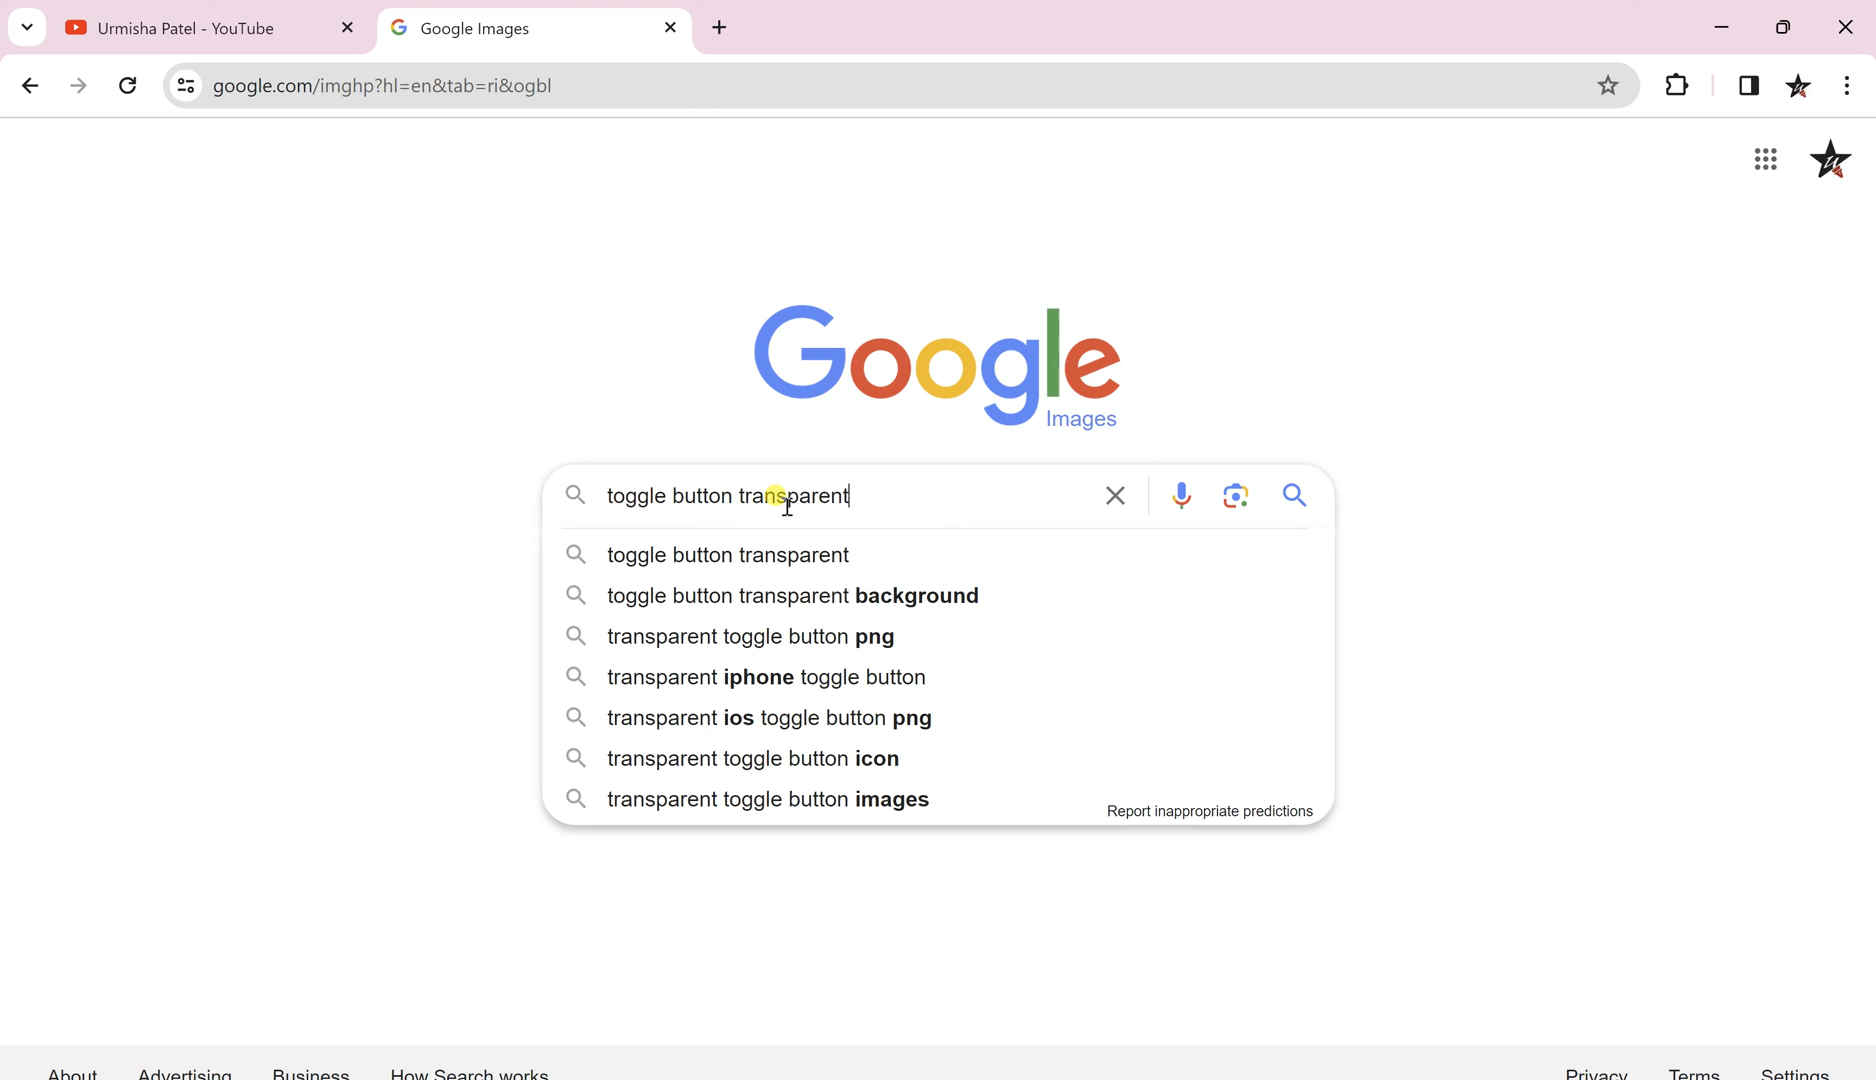 Urmisha Patel - YouTube
Google Images
google.com/imghp?hl=en&tab=ri&ogbl
Google
Images
toggle button transparent
toggle button transparent
toggle button transparent background
transparent toggle button png
transparent iphone toggle button
transparent ios toggle button png
transparent toggle button icon
transparent toggle button images
Report inappropriate predictions
About Advertising Business How Search works Privacy Terms Settings